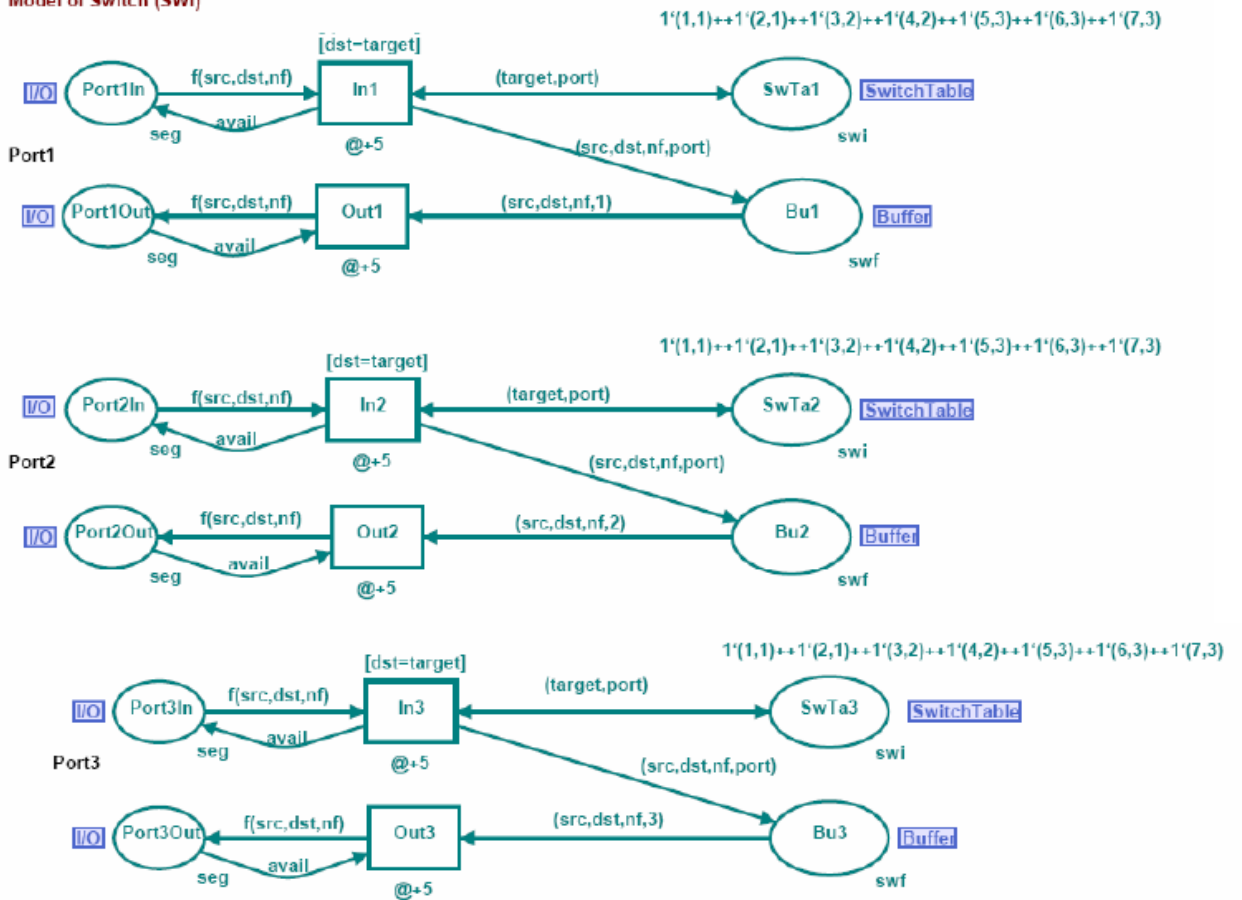 Model of Switch (SWI)
1`(1,1)++1`(2,1)++1`(3,2)++1`(4,2)++1`(5,3)++1`(6,3)++1`(7,3)
[dst=target]
I/O Port1In f(src,dst,nf) In1 (target,port) SwTa1 SwitchTable
avail
seg @+5 swi
Port1 (src,dst,nf,port)
I/O Port1Out f(src,dst,nf) Out1 (src,dst,nf,1) Bu1 Buffer
avail
seg @+5 swf
1`(1,1)++1`(2,1)++1`(3,2)++1`(4,2)++1`(5,3)++1`(6,3)++1`(7,3)
[dst=target]
I/O Port2In f(src,dst,nf) In2 (target,port) SwTa2 SwitchTable
avail
seg @+5 swi
Port2 (src,dst,nf,port)
I/O Port2Out f(src,dst,nf) Out2 (src,dst,nf,2) Bu2 Buffer
avail
seg @+5 swf
1`(1,1)++1`(2,1)++1`(3,2)++1`(4,2)++1`(5,3)++1`(6,3)++1`(7,3)
[dst=target]
I/O Port3In f(src,dst,nf) In3 (target,port) SwTa3 SwitchTable
avail
seg @+5 swi
Port3 (src,dst,nf,port)
I/O Port3Out f(src,dst,nf) Out3 (src,dst,nf,3) Bu3 Buffer
avail
seg @+5 swf